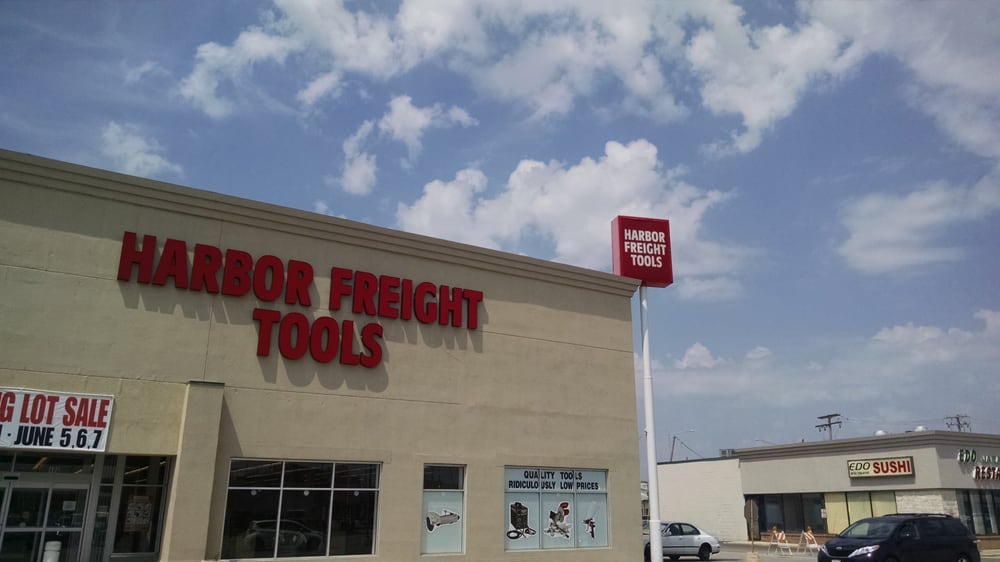 HARBOR FREIGHT
TOOLS
HARBOR
FREIGHT
TOOLS
G LOT SALE
JUNE 5,6,7
QUALITY TOOLS
RIDICULOUSLY LOW PRICES
EDO SUSHI
EDO